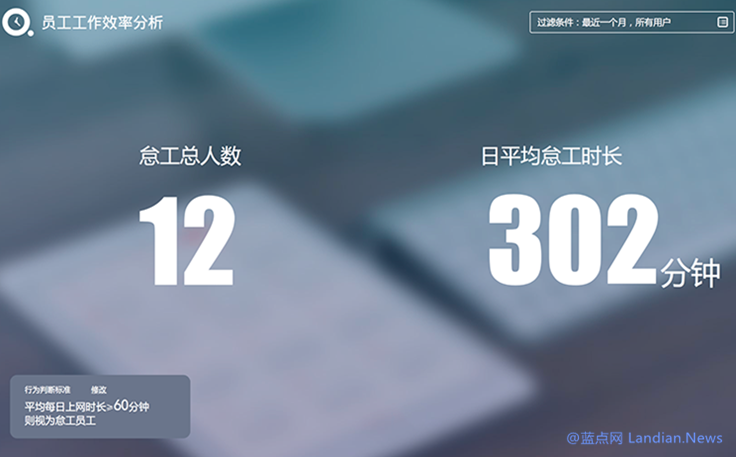 员工工作效率分析
过滤条件：最近一个月，所有用户
怠工总人数
日平均怠工时长
12
302分钟
行为判断标准 修改
平均每日上网时长≥60分钟
则视为怠工员工
@蓝点网 Landian.News